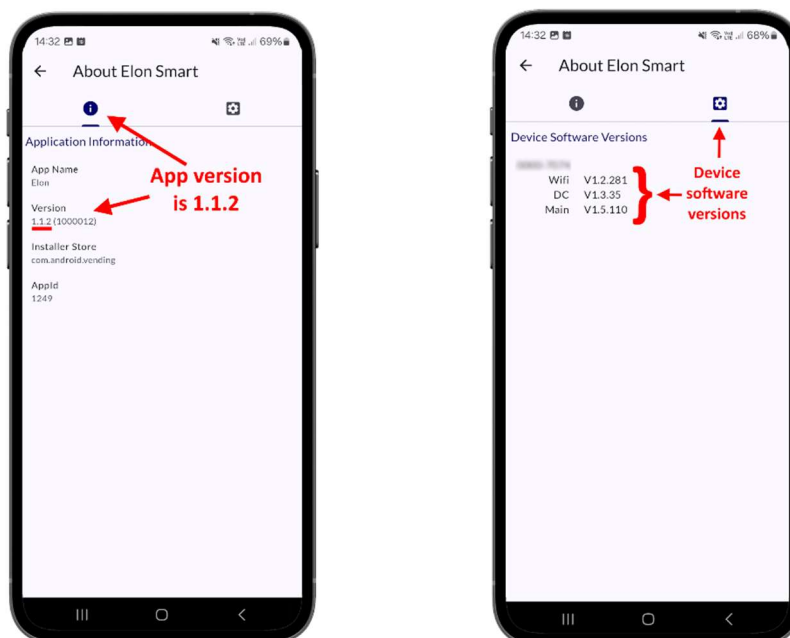 14:32 69%
About Elon Smart
Application Information
App Name
Elon
Version
1.1.2 (1000012)
Installer Store
com.android.vending
AppId
1249
App version
is 1.1.2
14:32 68%
About Elon Smart
Device Software Versions
Wifi V1.2.281
DC V1.3.35
Main V1.5.110
Device
software
versions